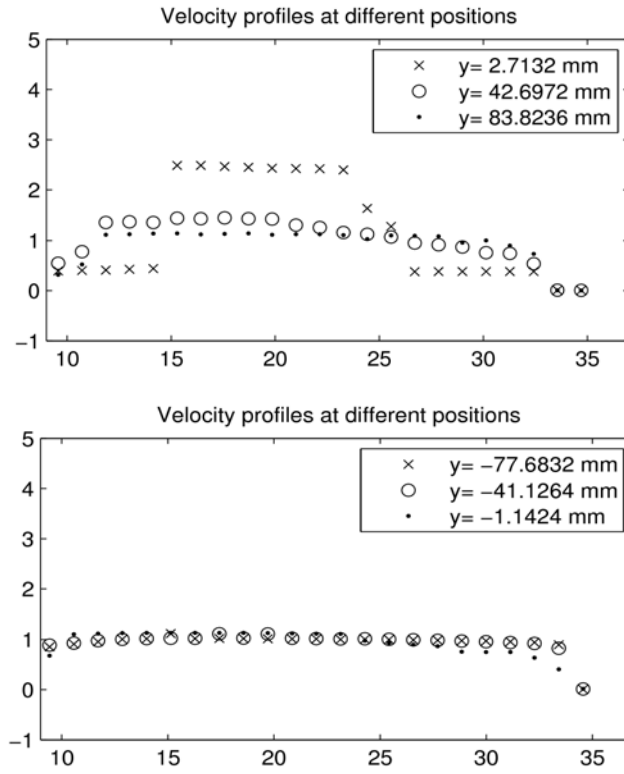 Velocity profiles at different positions
5
4
3
2
1
0
−1
10 15 20 25 30 35
y= 2.7132 mm
y= 42.6972 mm
y= 83.8236 mm
Velocity profiles at different positions
5
4
3
2
1
0
−1
10 15 20 25 30 35
y= −77.6832 mm
y= −41.1264 mm
y= −1.1424 mm